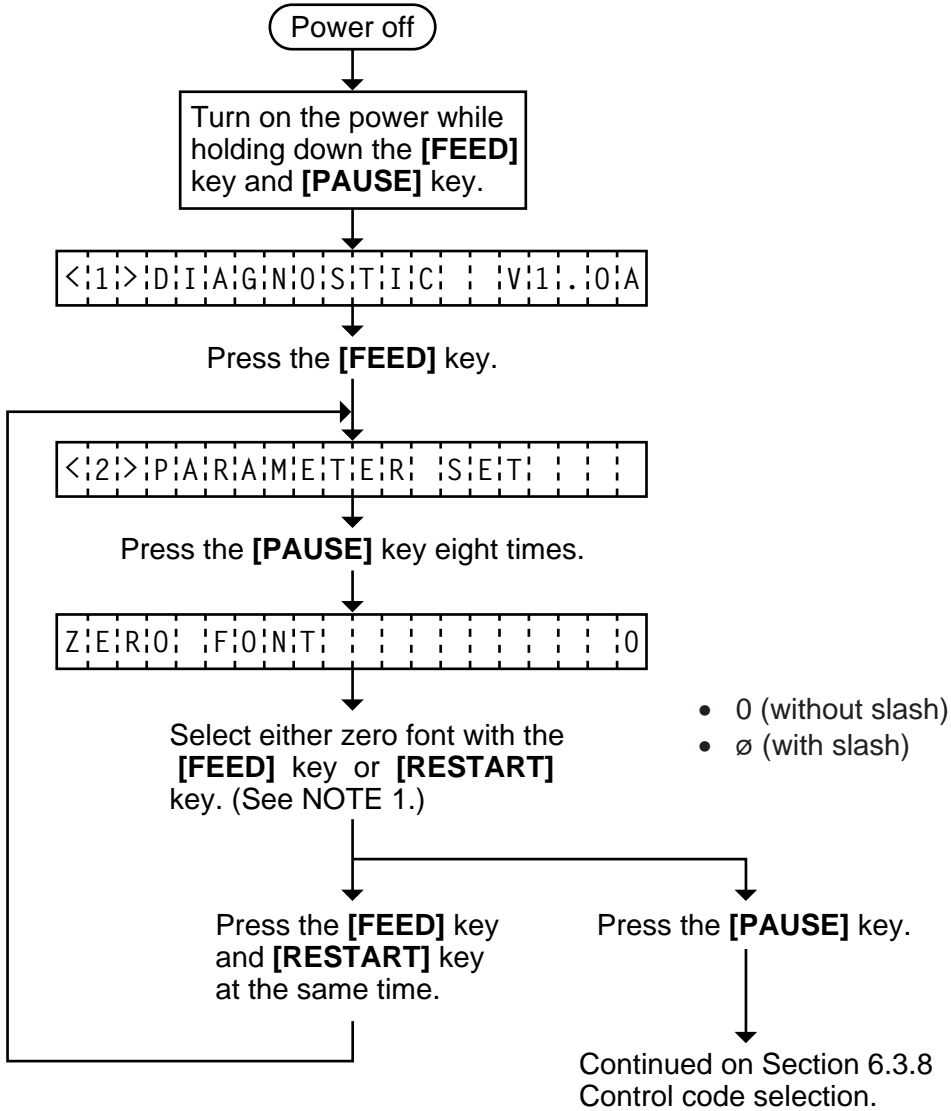 Power off
Turn on the power while
holding down the [FEED]
key and [PAUSE] key.
<1>DIAGNOSTIC  V1.0A
Press the [FEED] key.
<2>PARAMETER SET
Press the [PAUSE] key eight times.
ZERO FONT          0
Select either zero font with the
[FEED] key or [RESTART]
key. (See NOTE 1.)
• 0 (without slash)
• ø (with slash)
Press the [FEED] key
and [RESTART] key
at the same time.
Press the [PAUSE] key.
Continued on Section 6.3.8
Control code selection.